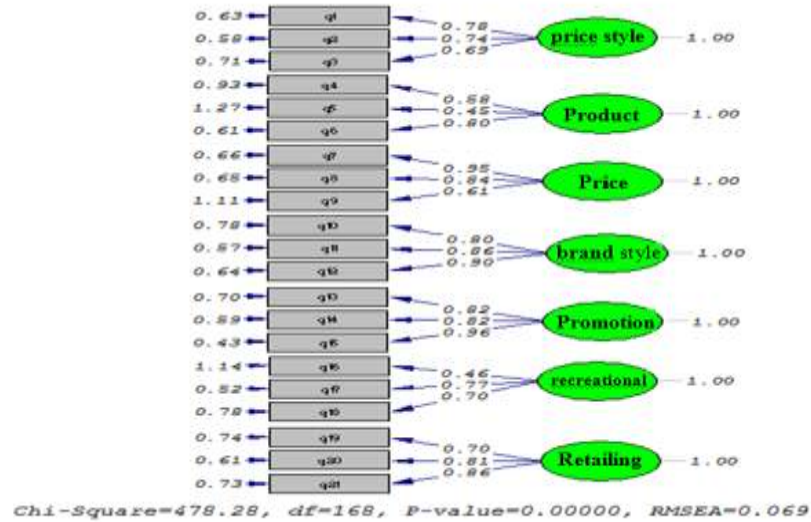 0.63 q1 0.78
0.58 q2 0.74 price style 1.00
0.71 q3 0.69
0.93 q4 0.58
1.27 q5 0.45 Product 1.00
0.61 q6 0.80
0.66 q7 0.95
0.65 q8 0.84 Price 1.00
1.11 q9 0.61
0.78 q10 0.80
0.57 q11 0.86 brand style 1.00
0.64 q12 0.90
0.70 q13 0.82
0.59 q14 0.82 Promotion 1.00
0.43 q15 0.96
1.14 q16 0.46
0.52 q17 0.77 recreational 1.00
0.78 q18 0.70
0.74 q19 0.70
0.61 q20 0.81 Retailing 1.00
0.73 q21 0.86
Chi-Square=478.28, df=168, P-value=0.00000, RMSEA=0.069